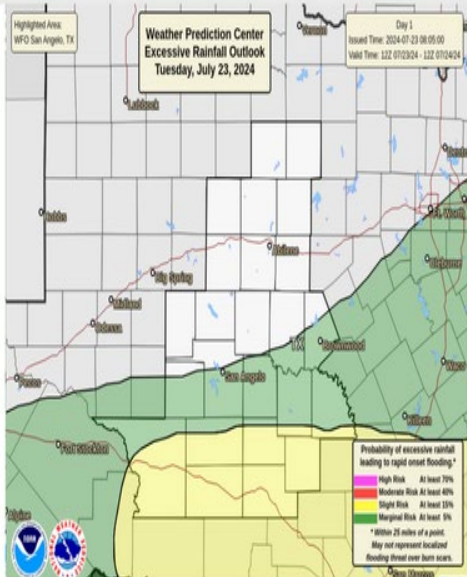 Highlighted Area:
WFO San Angelo, TX
Weather Prediction Center
Excessive Rainfall Outlook
Tuesday, July 23, 2024
Day 1
Issued Time: 2024-07-23 08:05:00
Valid Time: 12Z 07/23/24 - 12Z 07/24/24
Vernon
Lubbock
Hobbs
Ft. Worth
Abilene
Cleburne
Big Spring
Midland
Odessa
TX
Brownwood
Waco
Pecos
San Angelo
Killeen
Fort Stockton
Alpine
Probability of excessive rainfall
leading to rapid onset flooding.*
High Risk At least 70%
Moderate Risk At least 40%
Slight Risk At least 15%
Marginal Risk At least 5%
* Within 25 miles of a point.
May not represent localized
flooding threat over burn scars.
NOAA